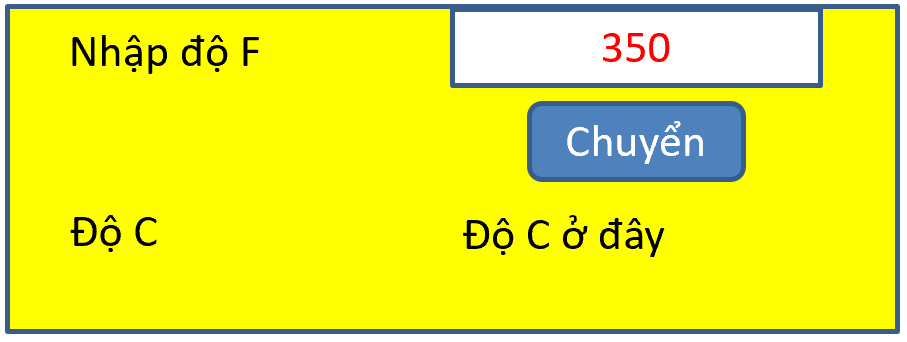 Nhập độ F
350
Chuyển
Độ C
Độ C ở đây